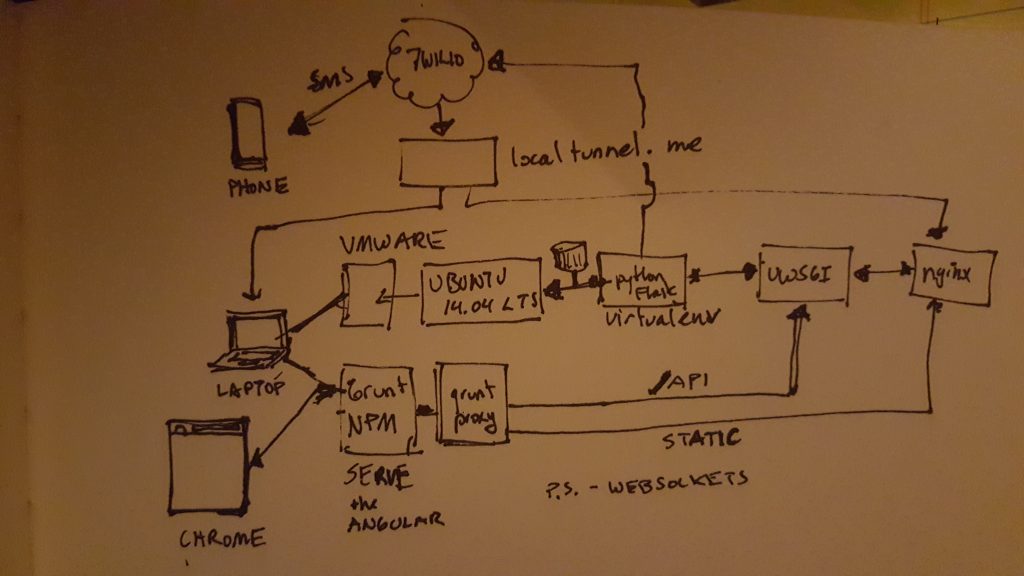 TWILIO
SMS
PHONE
localtunnel.me
VMWARE
UBUNTU
14.04 LTS
python
Flask
virtualenv
UWSGI
nginx
LAPTOP
Grunt
NPM
grunt
proxy
/API
STATIC
SERVE
the
ANGULAR
P.S. - WEBSOCKETS
CHROME